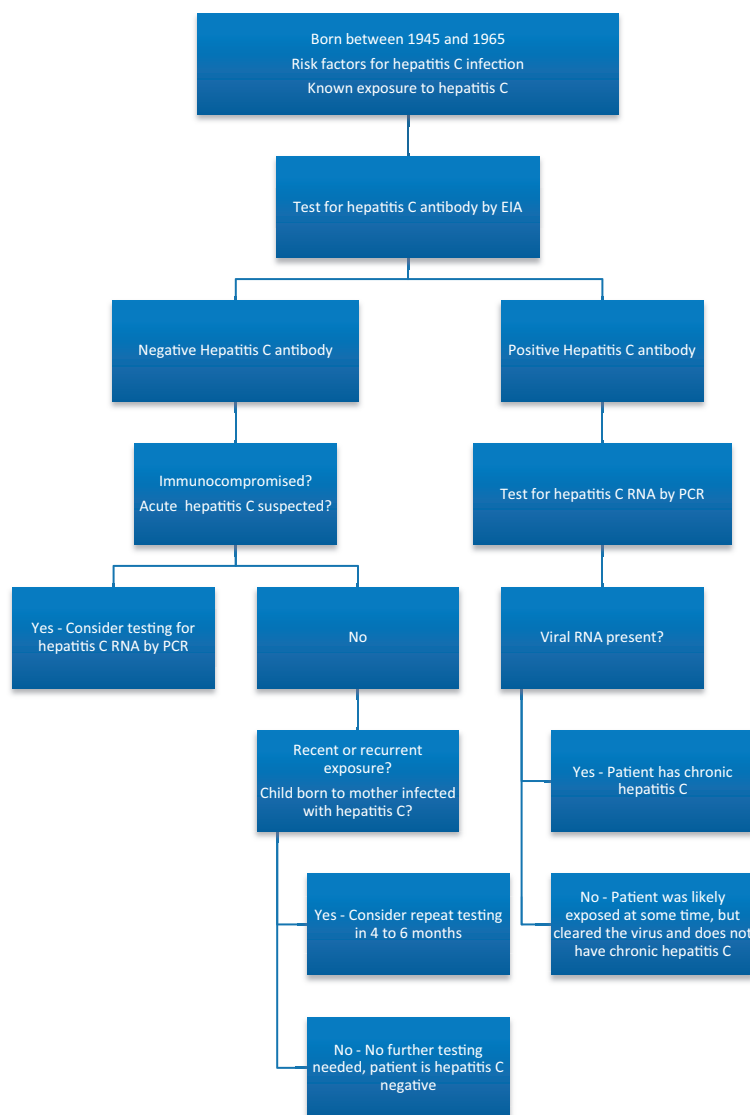 Born between 1945 and 1965
Risk factors for hepatitis C infection
Known exposure to hepatitis C
Test for hepatitis C antibody by EIA
Negative Hepatitis C antibody
Positive Hepatitis C antibody
Immunocompromised?
Acute hepatitis C suspected?
Test for hepatitis C RNA by PCR
Yes - Consider testing for
hepatitis C RNA by PCR
No
Viral RNA present?
Recent or recurrent
exposure?
Child born to mother infected
with hepatitis C?
Yes - Patient has chronic
hepatitis C
Yes - Consider repeat testing
in 4 to 6 months
No - Patient was likely
exposed at some time, but
cleared the virus and does not
have chronic hepatitis C
No - No further testing
needed, patient is hepatitis C
negative